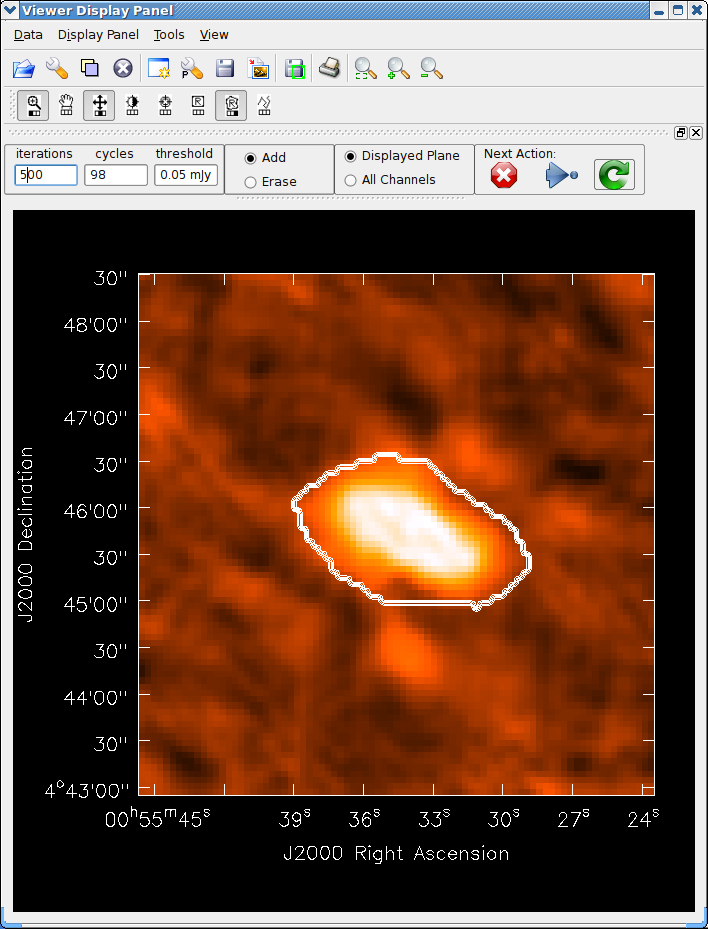 Viewer Display Panel
Data Display Panel Tools View
P
R R
iterations cycles threshold
500 98 0.05 mJy
Add
Erase
Displayed Plane
All Channels
Next Action:
30''
48'00''
30''
47'00''
30''
46'00''
30''
45'00''
30''
44'00''
30''
4°43'00''
J2000 Declination
00ʰ55ᵐ45ˢ 39ˢ 36ˢ 33ˢ 30ˢ 27ˢ 24ˢ
J2000 Right Ascension